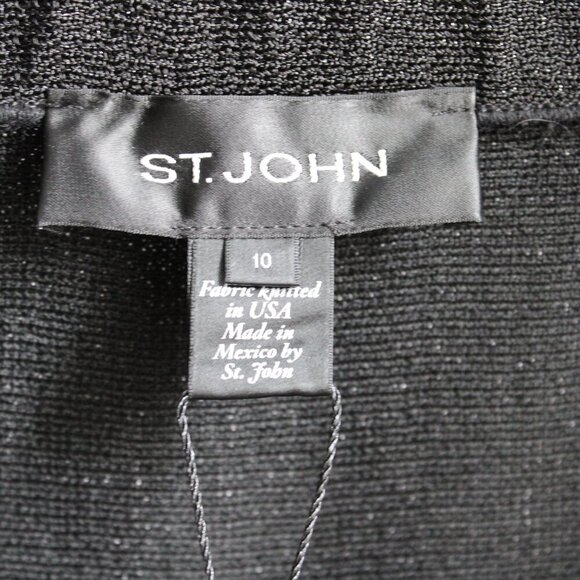 ST. JOHN
10
Fabric knitted
in USA
Made in
Mexico by
St. John